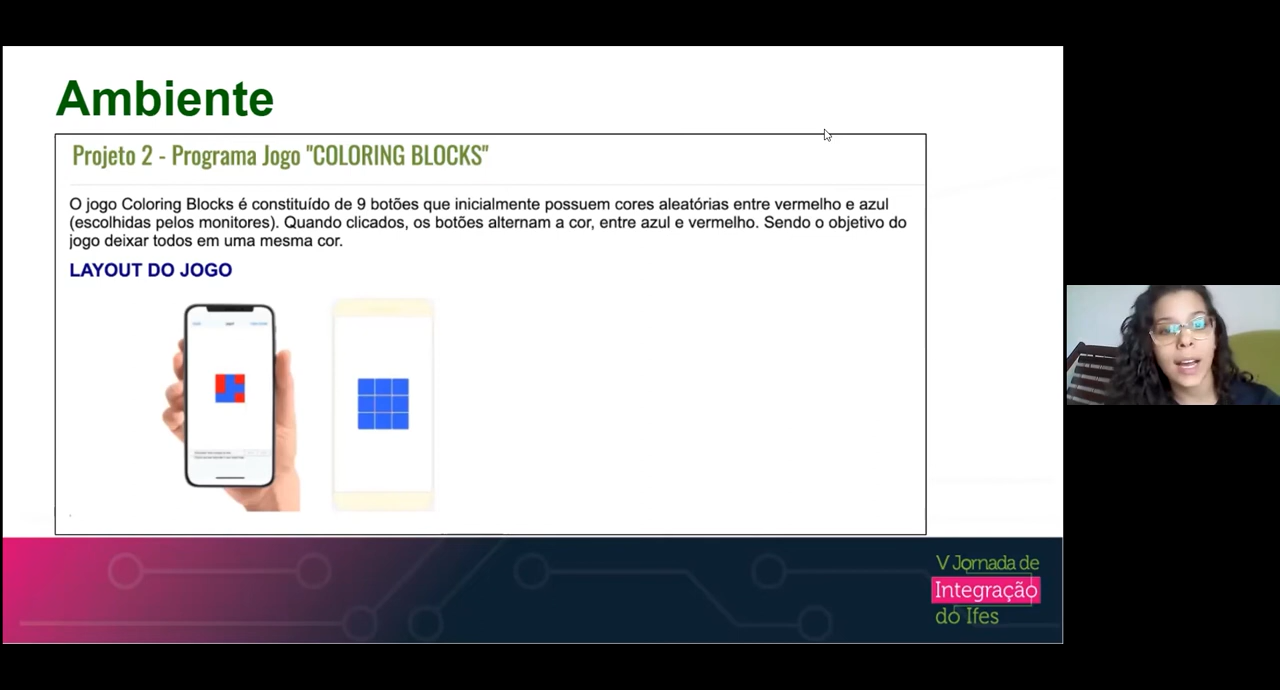 Ambiente
Projeto 2 - Programa Jogo "COLORING BLOCKS"
O jogo Coloring Blocks é constituído de 9 botões que inicialmente possuem cores aleatórias entre vermelho e azul
(escolhidas pelos monitores). Quando clicados, os botões alternam a cor, entre azul e vermelho. Sendo o objetivo do
jogo deixar todos em uma mesma cor.
LAYOUT DO JOGO
V Jornada de
Integração
do Ifes